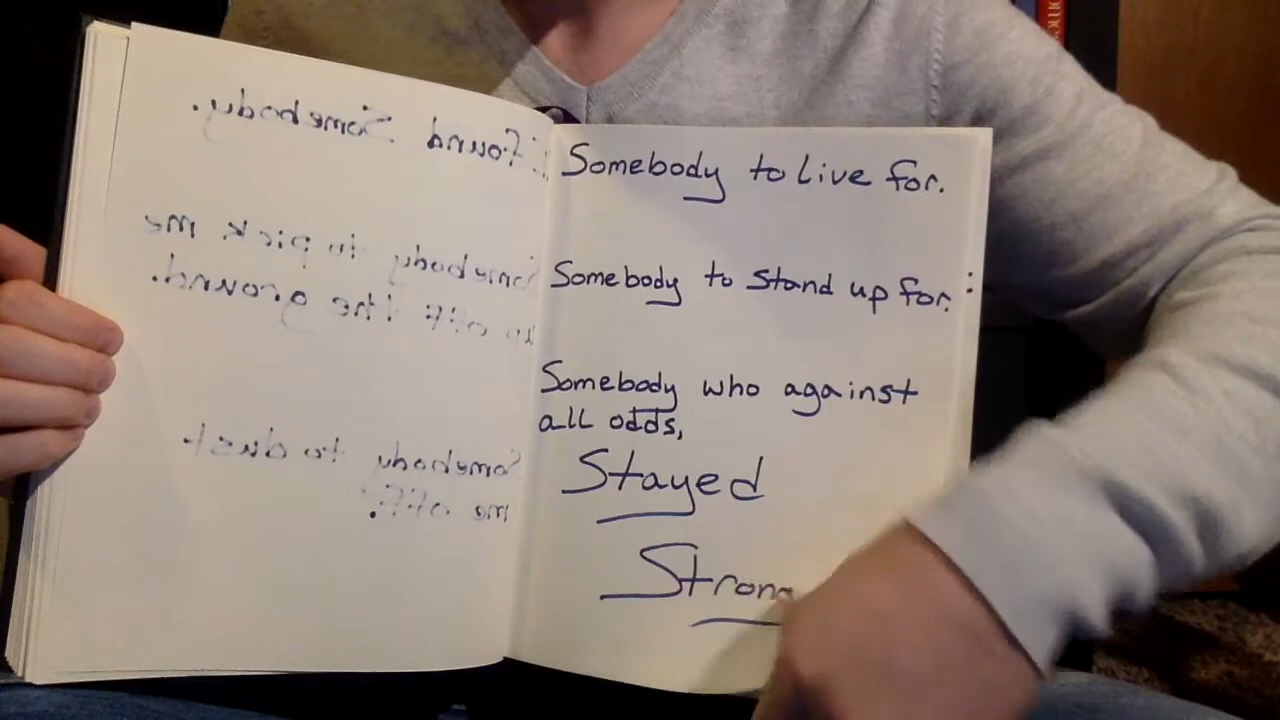 I found Somebody.
Somebody to pick me
up off the ground.
Somebody to dust
me off.
Somebody to live for.
Somebody to stand up for.
Somebody who against
all odds,
Stayed
Strong